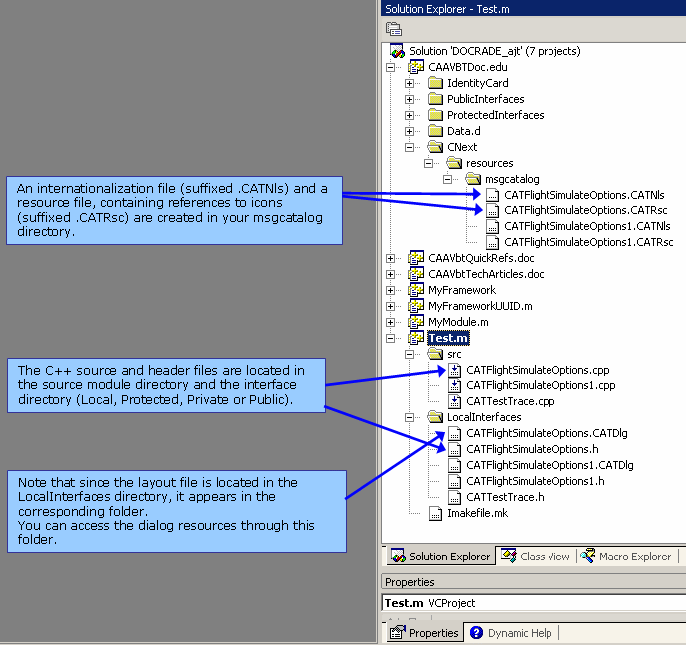 Solution Explorer - Test.m
Solution 'DOCRADE_ajt' (7 projects)
CAAVBTDoc.edu
IdentityCard
PublicInterfaces
ProtectedInterfaces
Data.d
CNext
resources
msgcatalog
CATFlightSimulateOptions.CATNls
CATFlightSimulateOptions.CATRsc
CATFlightSimulateOptions1.CATNls
CATFlightSimulateOptions1.CATRsc
CAAVbtQuickRefs.doc
CAAVbtTechArticles.doc
MyFramework
MyFrameworkUUID.m
MyModule.m
Test.m
src
CATFlightSimulateOptions.cpp
CATFlightSimulateOptions1.cpp
CATTestTrace.cpp
LocalInterfaces
CATFlightSimulateOptions.CATDlg
CATFlightSimulateOptions.h
CATFlightSimulateOptions1.CATDlg
CATFlightSimulateOptions1.h
CATTestTrace.h
Imakefile.mk
Solution Explorer
Class View
Macro Explorer
Properties
Test.m VCProject
Properties
Dynamic Help
An internationalization file (suffixed .CATNls) and a
resource file, containing references to icons
(suffixed .CATRsc) are created in your msgcatalog
directory.
The C++ source and header files are located in
the source module directory and the interface
directory (Local, Protected, Private or Public).
Note that since the layout file is located in the
LocalInterfaces directory, it appears in the
corresponding folder.
You can access the dialog resources through this
folder.